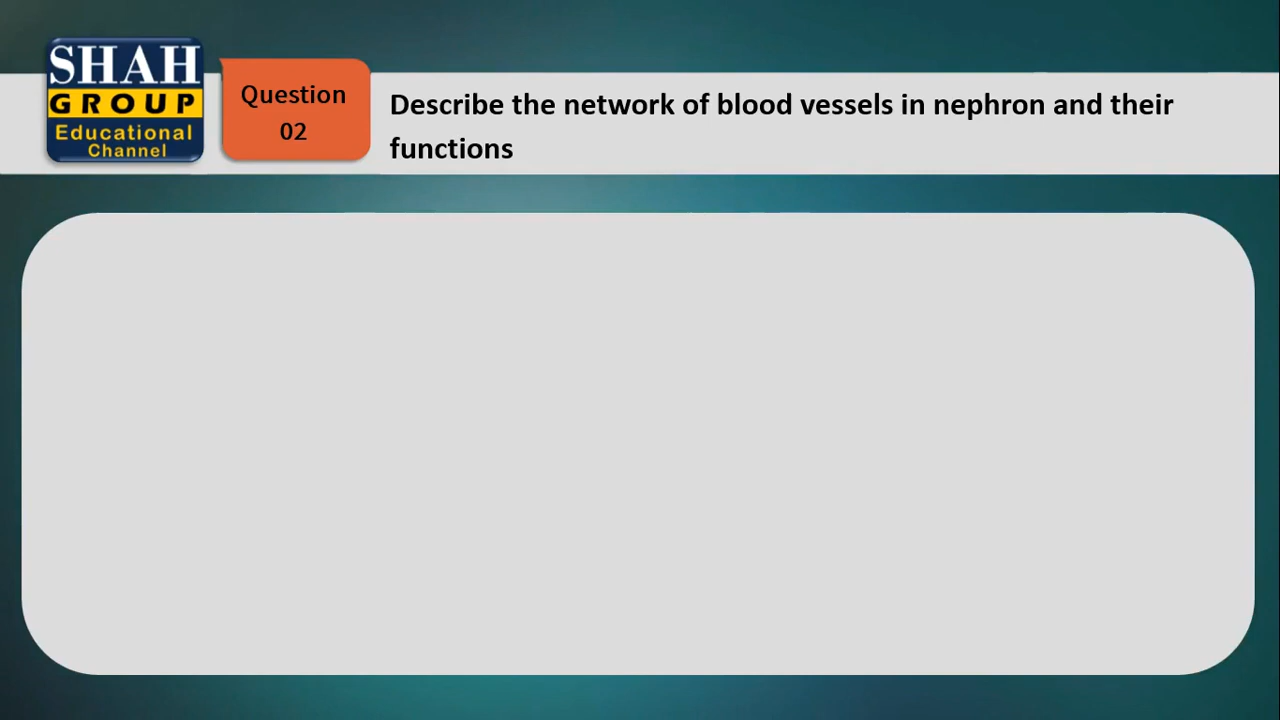 SHAH
GROUP
Educational
Channel
Question
02
Describe the network of blood vessels in nephron and their
functions